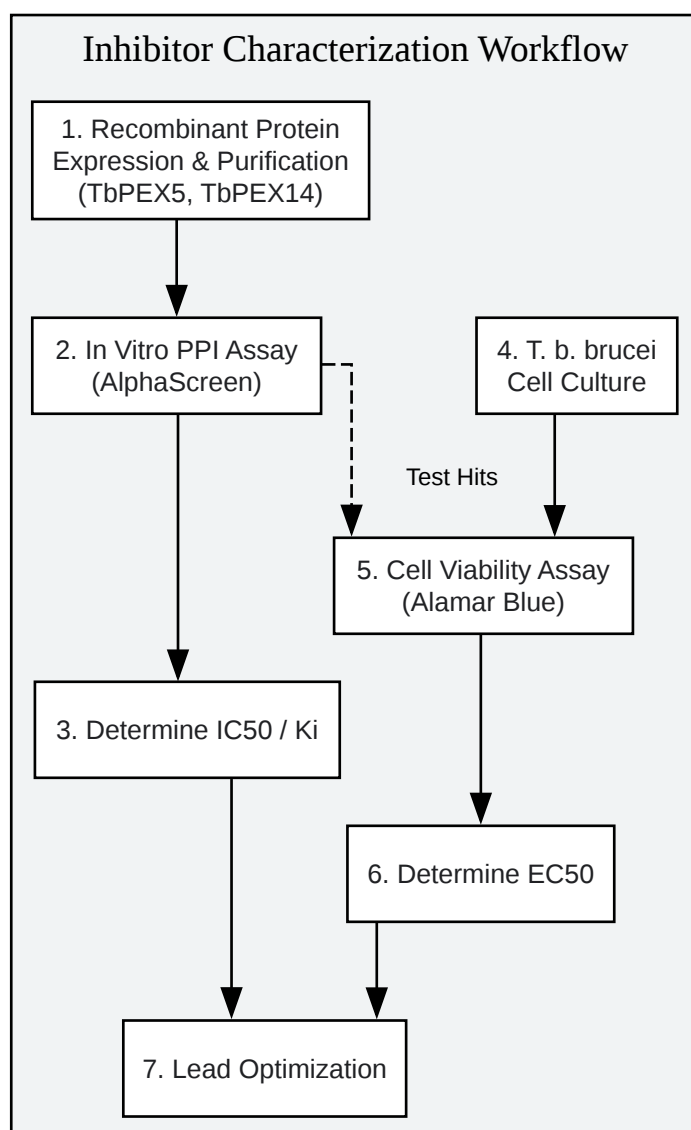 Inhibitor Characterization Workflow
1. Recombinant Protein
Expression & Purification
(TbPEX5, TbPEX14)
2. In Vitro PPI Assay
(AlphaScreen)
4. T. b. brucei
Cell Culture
Test Hits
5. Cell Viability Assay
(Alamar Blue)
3. Determine IC50 / Ki
6. Determine EC50
7. Lead Optimization